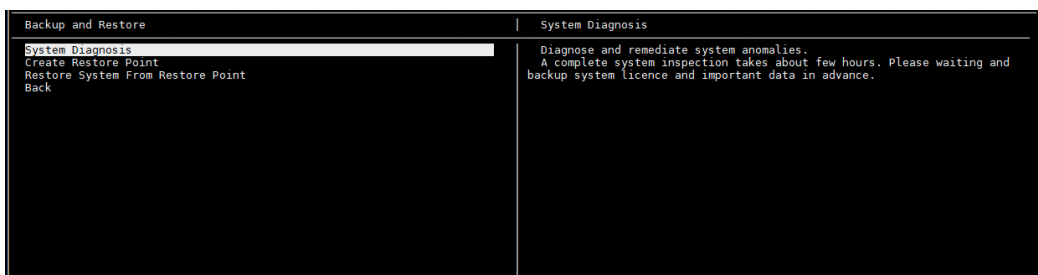 Backup and Restore
System Diagnosis
System Diagnosis
Create Restore Point
Restore System From Restore Point
Back
Diagnose and remediate system anomalies.
A complete system inspection takes about few hours. Please waiting and
backup system licence and important data in advance.